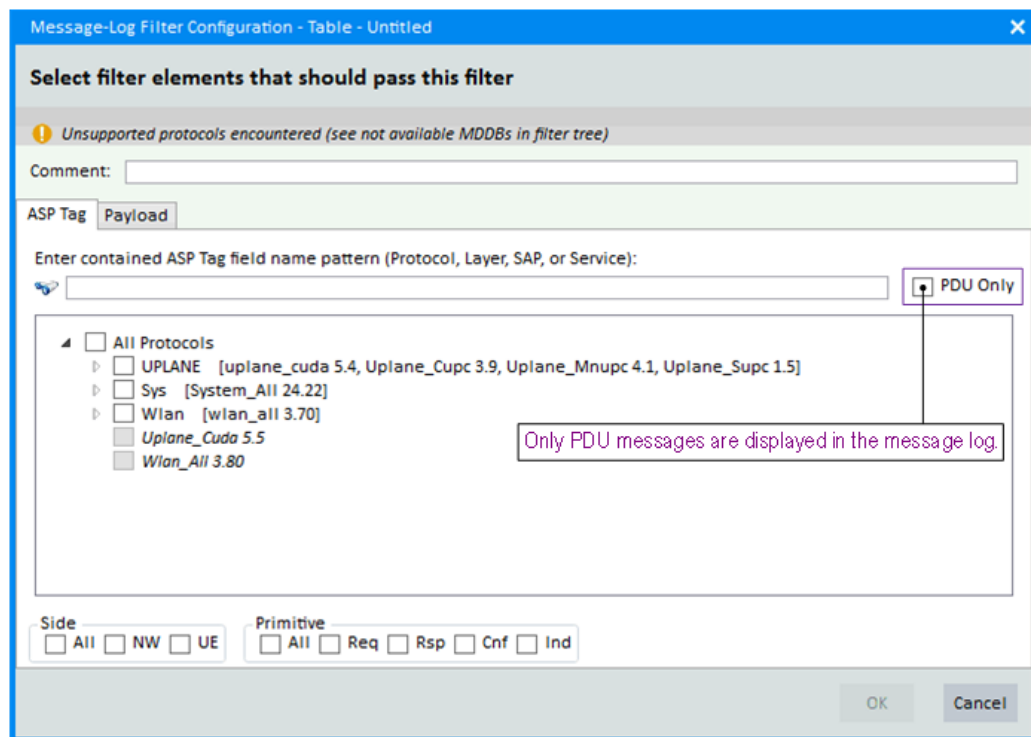 Message-Log Filter Configuration - Table - Untitled
Select filter elements that should pass this filter
Unsupported protocols encountered (see not available MDDBs in filter tree)
Comment:
ASP Tag Payload
Enter contained ASP Tag field name pattern (Protocol, Layer, SAP, or Service):
PDU Only
All Protocols
UPLANE [uplane_cuda 5.4, Uplane_Cupc 3.9, Uplane_Mnupc 4.1, Uplane_Supc 1.5]
Sys [System_All 24.22]
Wlan [wlan_all 3.70]
Uplane_Cuda 5.5
Only PDU messages are displayed in the message log.
Wlan_All 3.80
Side Primitive
All NW UE All Req Rsp Cnf Ind
OK Cancel